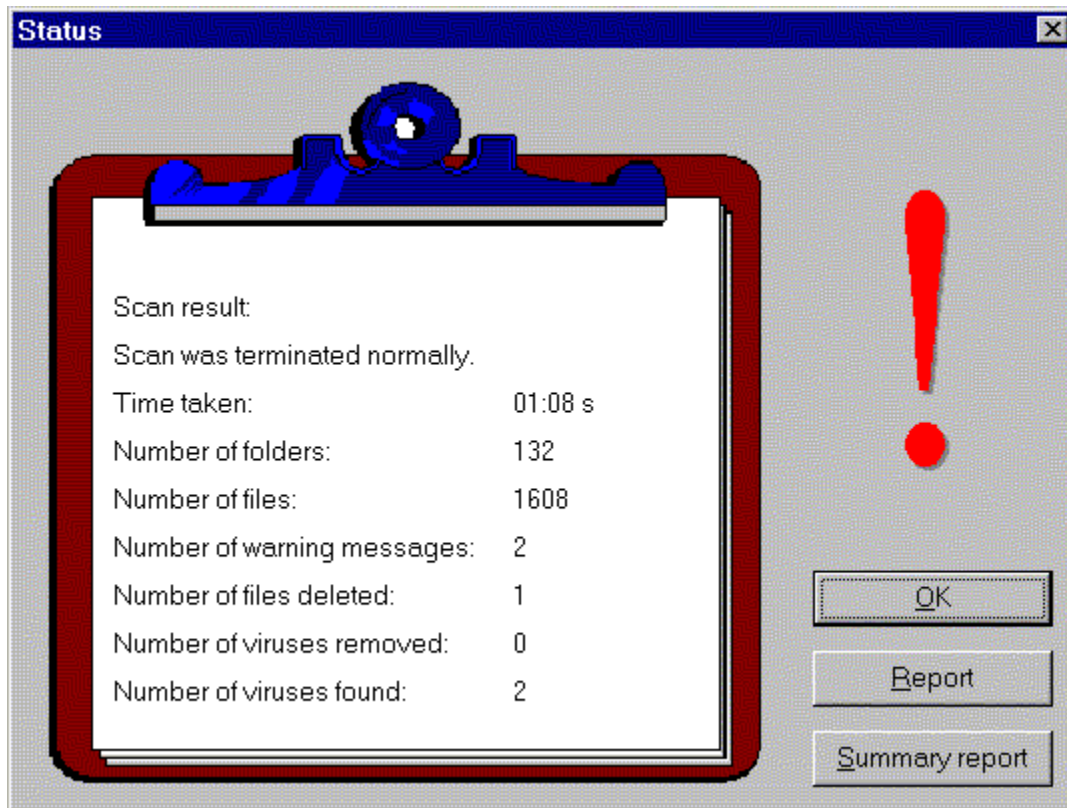 Status
Scan result:
Scan was terminated normally.
Time taken: 01:08 s
Number of folders: 132
Number of files: 1608
Number of warning messages: 2
Number of files deleted: 1
Number of viruses removed: 0
Number of viruses found: 2
OK
Report
Summary report